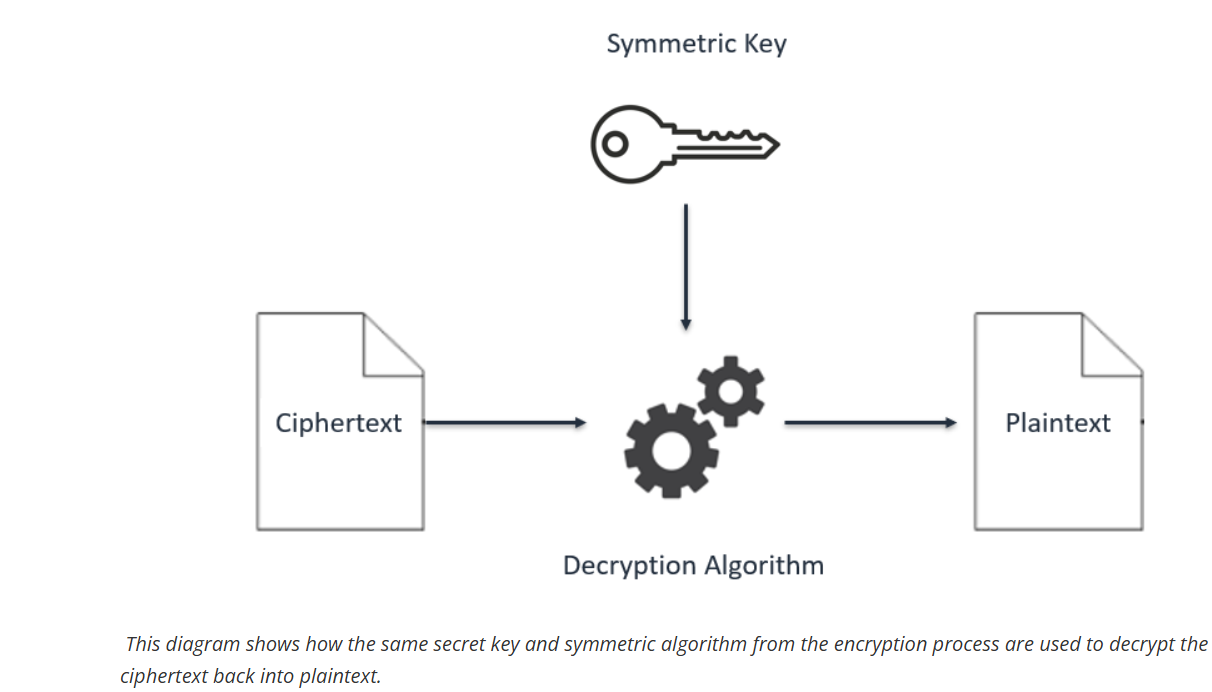 Symmetric Key
Ciphertext
Plaintext
Decryption Algorithm
This diagram shows how the same secret key and symmetric algorithm from the encryption process are used to decrypt the
ciphertext back into plaintext.